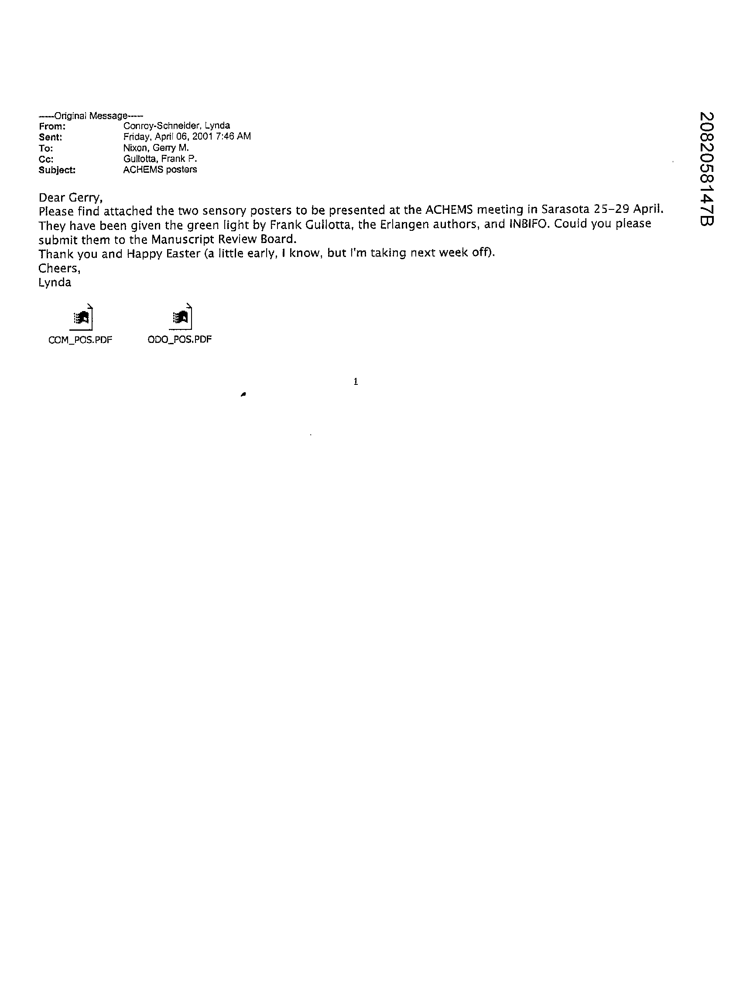 -----Original Message-----
From: Conroy-Schneider, Lynda
Sent: Friday, April 06, 2001 7:46 AM
To: Nixon, Gerry M.
Cc: Gullotta, Frank P.
Subject: ACHEMS posters
Dear Gerry,
Please find attached the two sensory posters to be presented at the ACHEMS meeting in Sarasota 25-29 April.
They have been given the green light by Frank Gullotta, the Erlangen authors, and INBIFO. Could you please
submit them to the Manuscript Review Board.
Thank you and Happy Easter (a little early, I know, but I'm taking next week off).
Cheers,
Lynda
COM_POS.PDF ODO_POS.PDF
1
2082058147B